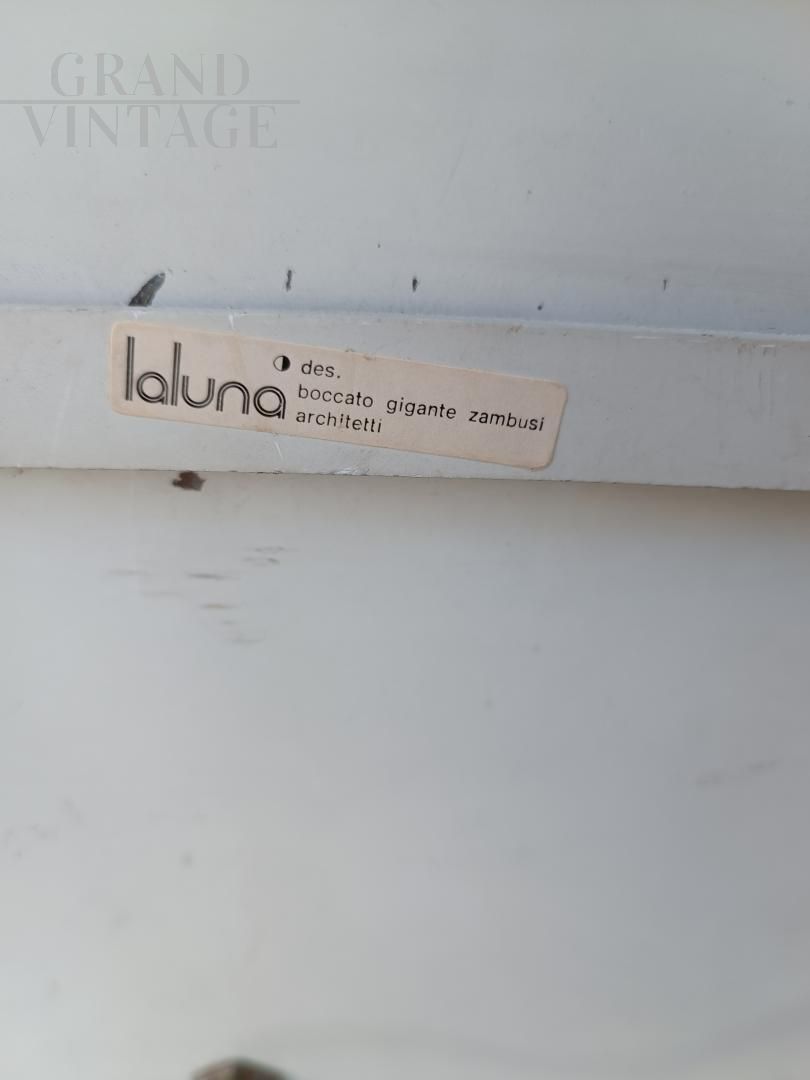 GRAND
VINTAGE
laluna
des.
boccato gigante zambusi
architetti